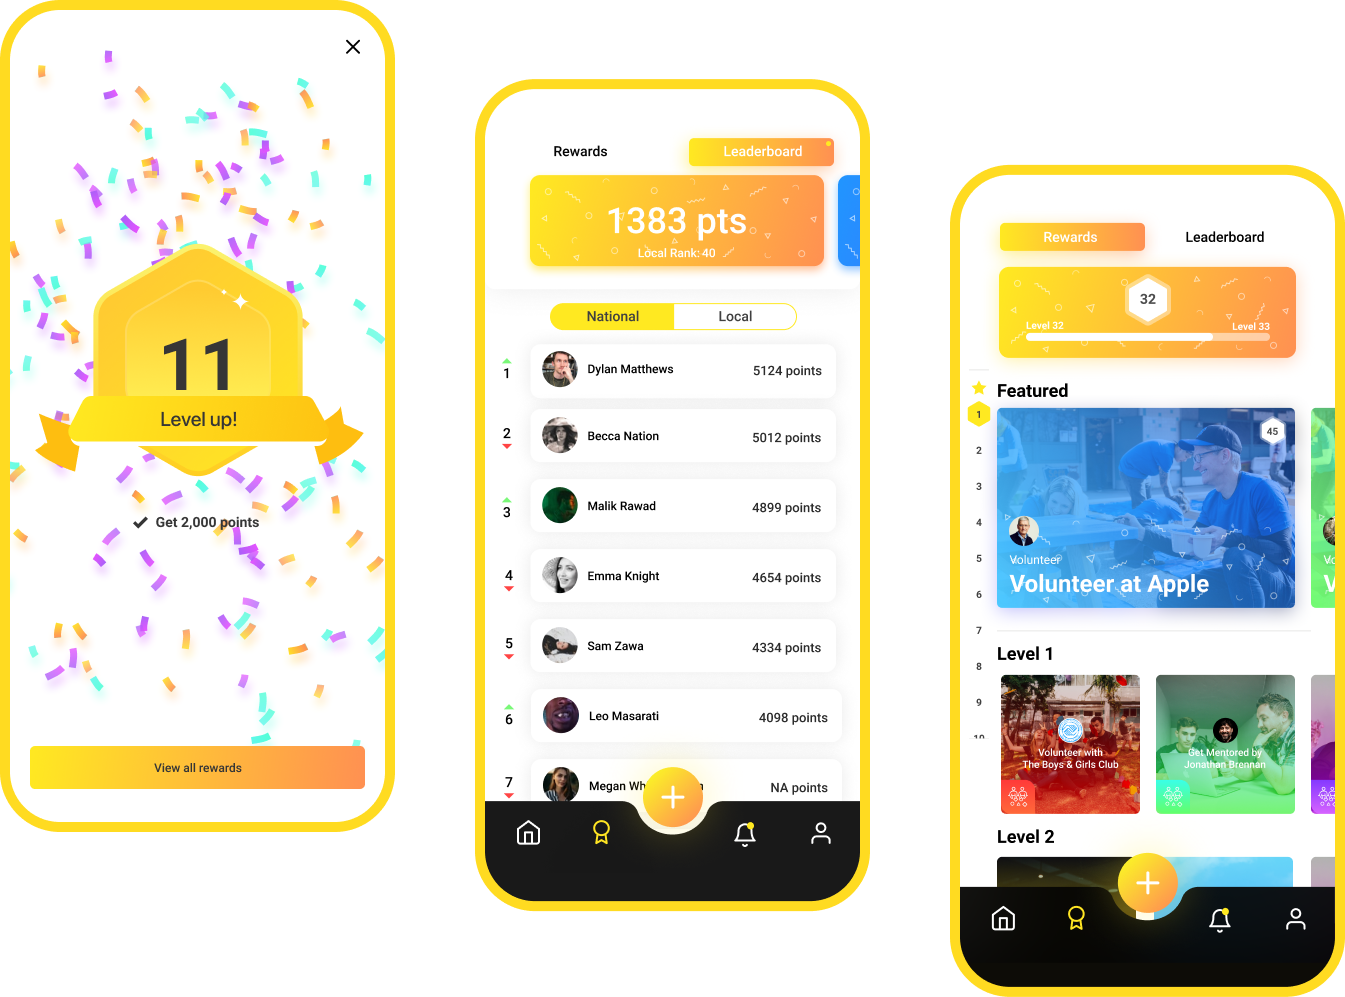 11
Level up!
Get 2,000 points
View all rewards
Rewards
Leaderboard
1383 pts
Local Rank: 40
National
Local
1
Dylan Matthews
5124 points
2
Becca Nation
5012 points
3
Malik Rawad
4899 points
4
Emma Knight
4654 points
5
Sam Zawa
4334 points
6
Leo Masarati
4098 points
7
Megan Wh
NA points
Rewards
Leaderboard
32
Level 32
Level 33
Featured
1
2
3
4
5
6
7
8
9
10
45
Volunteer
Volunteer at Apple
V
Level 1
Volunteer with
The Boys & Girls Club
Get Mentored by
Jonathan Brennan
Level 2